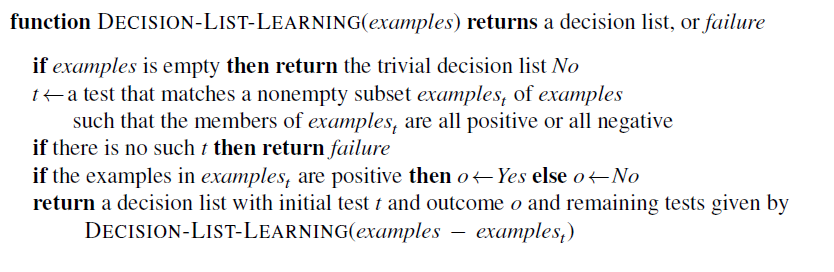 function DECISION-LIST-LEARNING(examples) returns a decision list, or failure
if examples is empty then return the trivial decision list No
t ← a test that matches a nonempty subset examplesₜ of examples
such that the members of examplesₜ are all positive or all negative
if there is no such t then return failure
if the examples in examplesₜ are positive then o ← Yes else o ← No
return a decision list with initial test t and outcome o and remaining tests given by
DECISION-LIST-LEARNING(examples − examplesₜ)